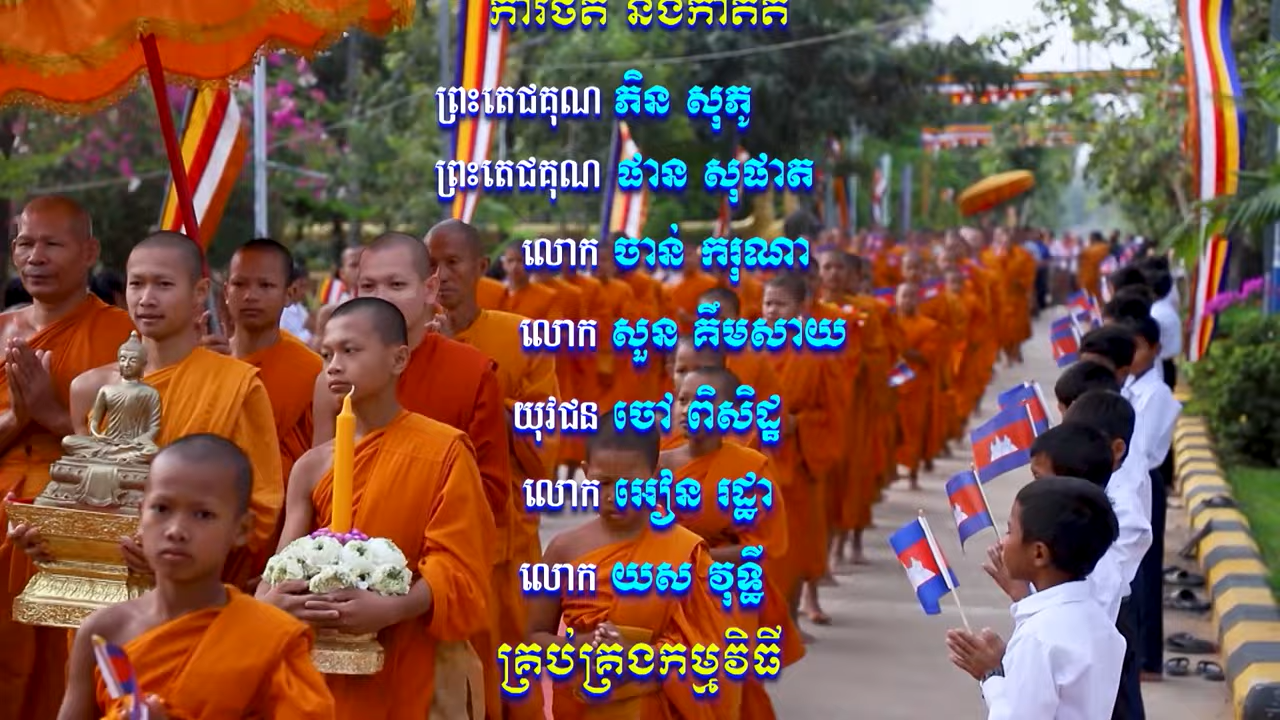 ព្រះតេជគុណ ភិន សុភូ
ព្រះតេជគុណ ផាន សុផាត
លោក ចាន់ ករុណា
លោក សួន គឹមសាយ
យុវជន ចៅ ពិសិដ្ឋ
លោក អៀន រដ្ឋា
លោក យស វុទ្ធី
គ្រប់គ្រងកម្មវិធី